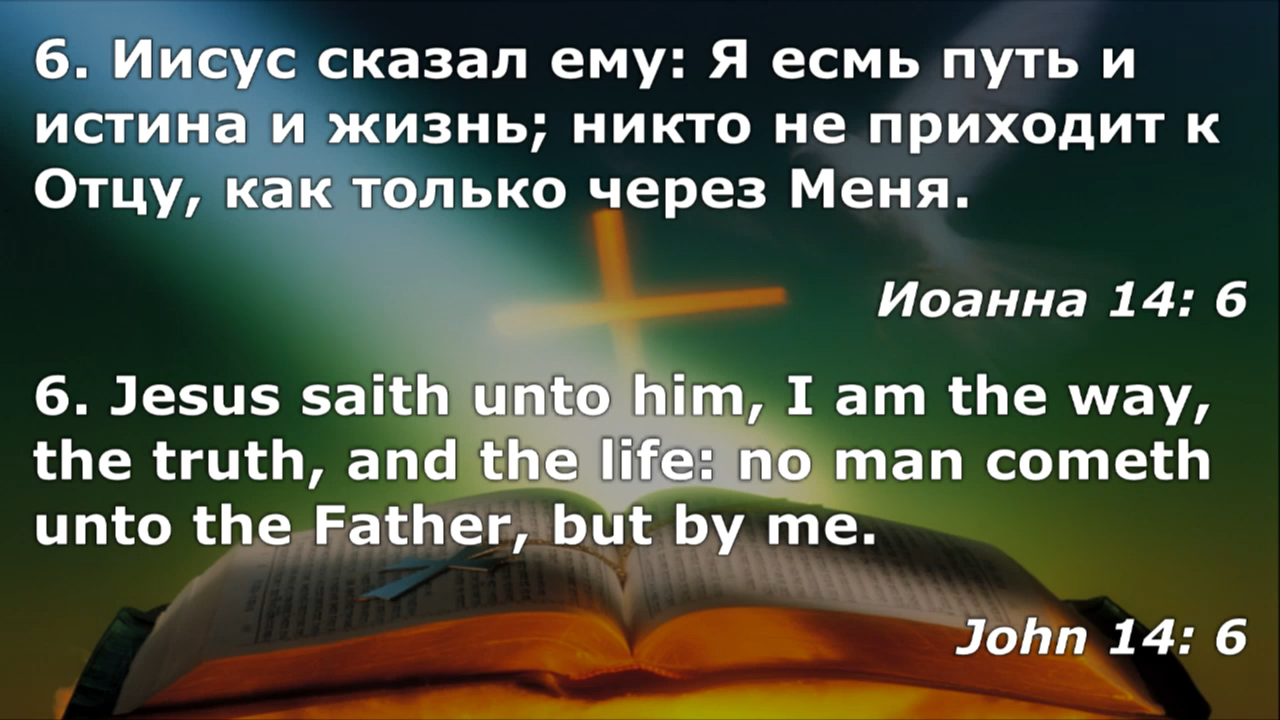 6. Иисус сказал ему: Я есмь путь и
истина и жизнь; никто не приходит к
Отцу, как только через Меня.
Иоанна 14: 6
6. Jesus saith unto him, I am the way,
the truth, and the life: no man cometh
unto the Father, but by me.
John 14: 6